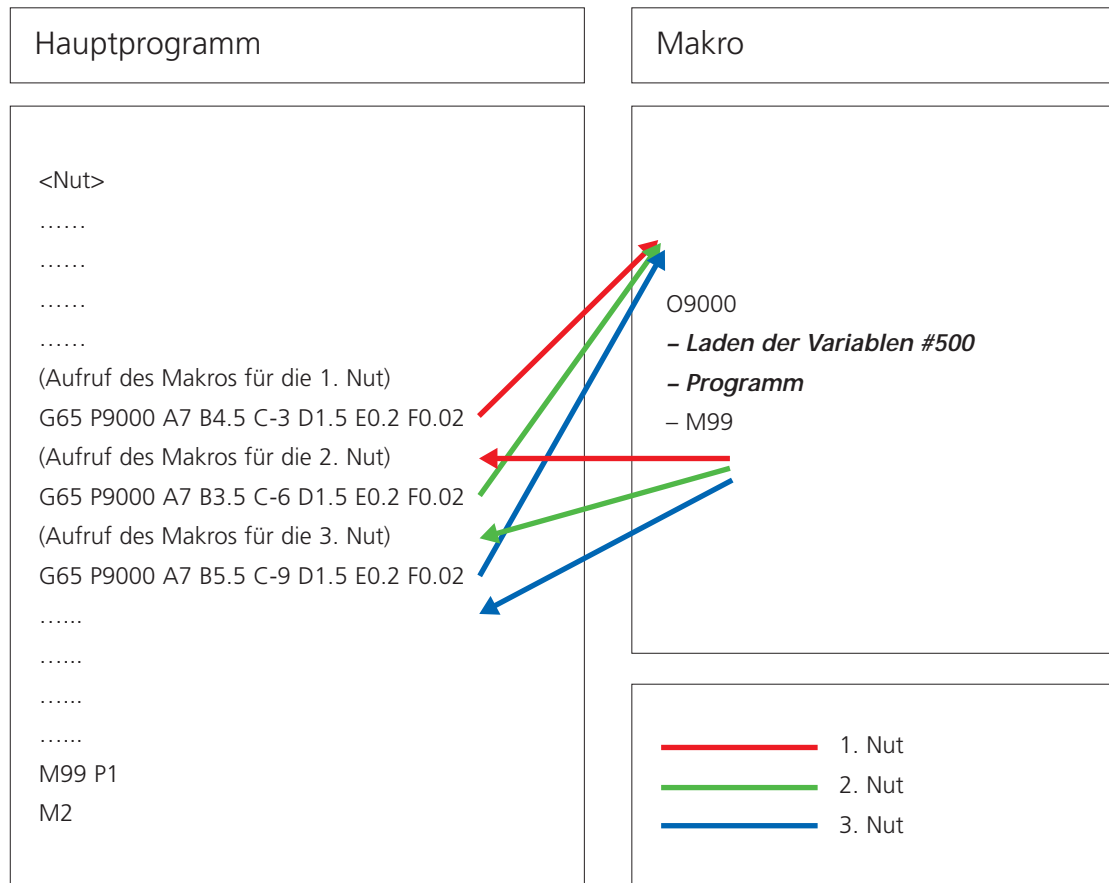 Hauptprogramm
<Nut>
……
……
……
……
(Aufruf des Makros für die 1. Nut)
G65 P9000 A7 B4.5 C-3 D1.5 E0.2 F0.02
(Aufruf des Makros für die 2. Nut)
G65 P9000 A7 B3.5 C-6 D1.5 E0.2 F0.02
(Aufruf des Makros für die 3. Nut)
G65 P9000 A7 B5.5 C-9 D1.5 E0.2 F0.02
……
……
……
……
M99 P1
M2
Makro
O9000
– Laden der Variablen #500
– Programm
– M99
1. Nut
2. Nut
3. Nut